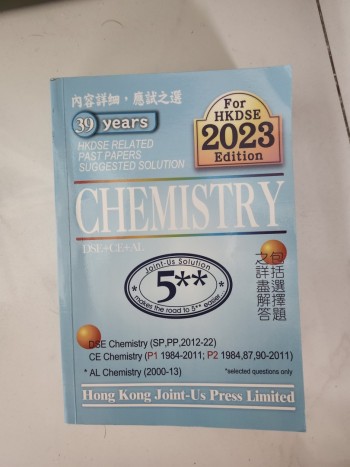 內容詳細，應試之選
39 years
For
HKDSE
2023
Edition
HKDSE RELATED
PAST PAPERS
SUGGESTED SOLUTION
CHEMISTRY
DSE+CE+AL
Joint-Us Solution
5**
makes the road to 5** easier
包括選擇題
之詳盡解答
DSE Chemistry (SP,PP,2012-22)
CE Chemistry (P1 1984-2011; P2 1984,87,90-2011)
* AL Chemistry (2000-13)
*selected questions only
Hong Kong Joint-Us Press Limited